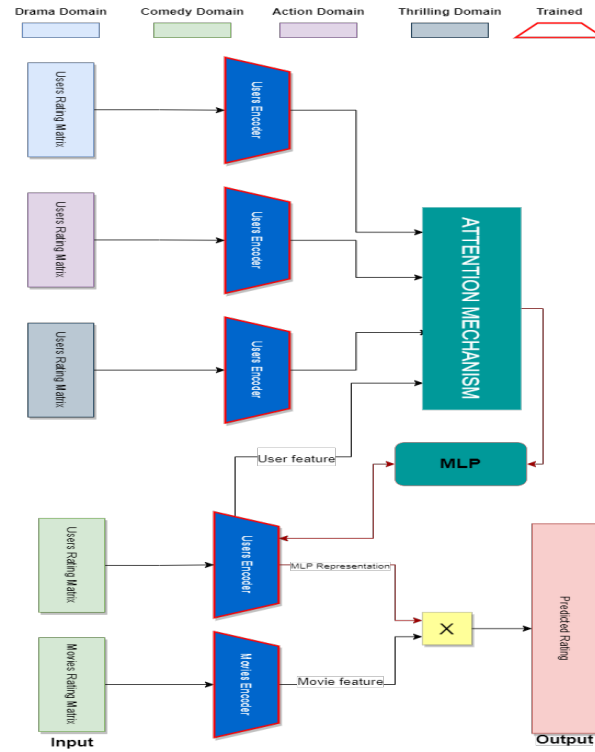 Drama Domain
Comedy Domain
Action Domain
Thrilling Domain
Trained
Users Rating Matrix
Users Encoder
Users Rating Matrix
Users Encoder
ATTENTION MECHANISM
Users Rating Matrix
Users Encoder
User feature
MLP
Users Rating Matrix
Users Encoder
MLP Representation
X
Predicted Rating
Movies Rating Matrix
Movies Encoder
Movie feature
Input
Output